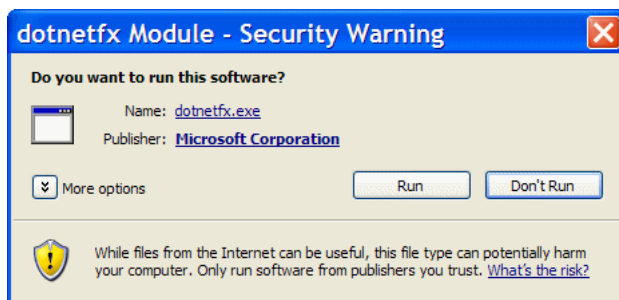 dotnetfx Module - Security Warning
Do you want to run this software?
Name: dotnetfx.exe
Publisher: Microsoft Corporation
More options
Run
Don't Run
While files from the Internet can be useful, this file type can potentially harm
your computer. Only run software from publishers you trust. What's the risk?